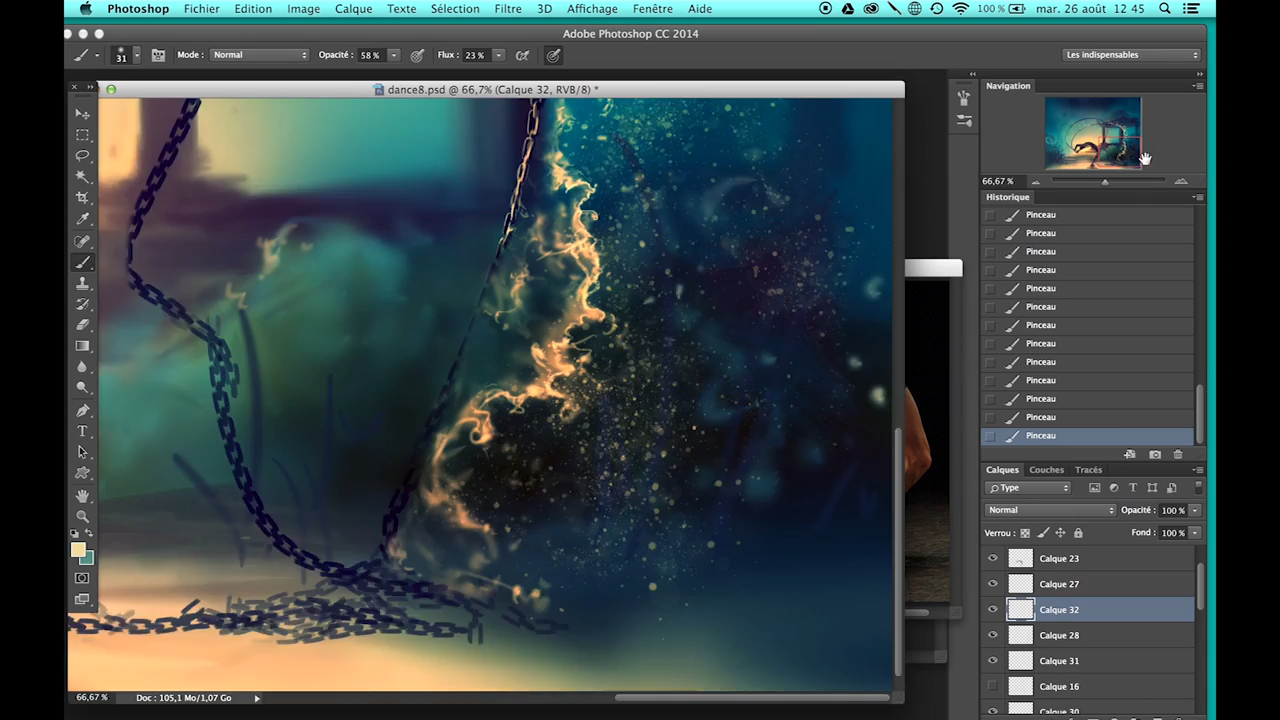 Photoshop Fichier Edition Image Calque Texte Sélection Filtre 3D Affichage Fenêtre Aide 100 % mar. 26 août 12 45
Adobe Photoshop CC 2014
31 Mode : Normal Opacité : 58 % Flux : 23 % Les indispensables
dance8.psd @ 66,7% (Calque 32, RVB/8) *
Navigation
66,67 %
Historique
Pinceau
Pinceau
Pinceau
Pinceau
Pinceau
Pinceau
Pinceau
Pinceau
Pinceau
Pinceau
Pinceau
Pinceau
Pinceau
Calques Couches Tracés
Type
Normal Opacité : 100 %
Verrou : Fond : 100 %
Calque 23
Calque 27
Calque 32
Calque 28
Calque 31
Calque 16
Calque 30
66,67 % Doc : 105,1 Mo/1,07 Go